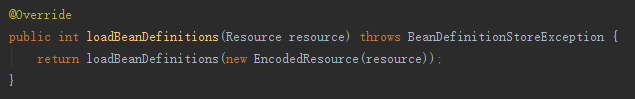 @Override
public int loadBeanDefinitions(Resource resource) throws BeanDefinitionStoreException {
    return loadBeanDefinitions(new EncodedResource(resource));
}